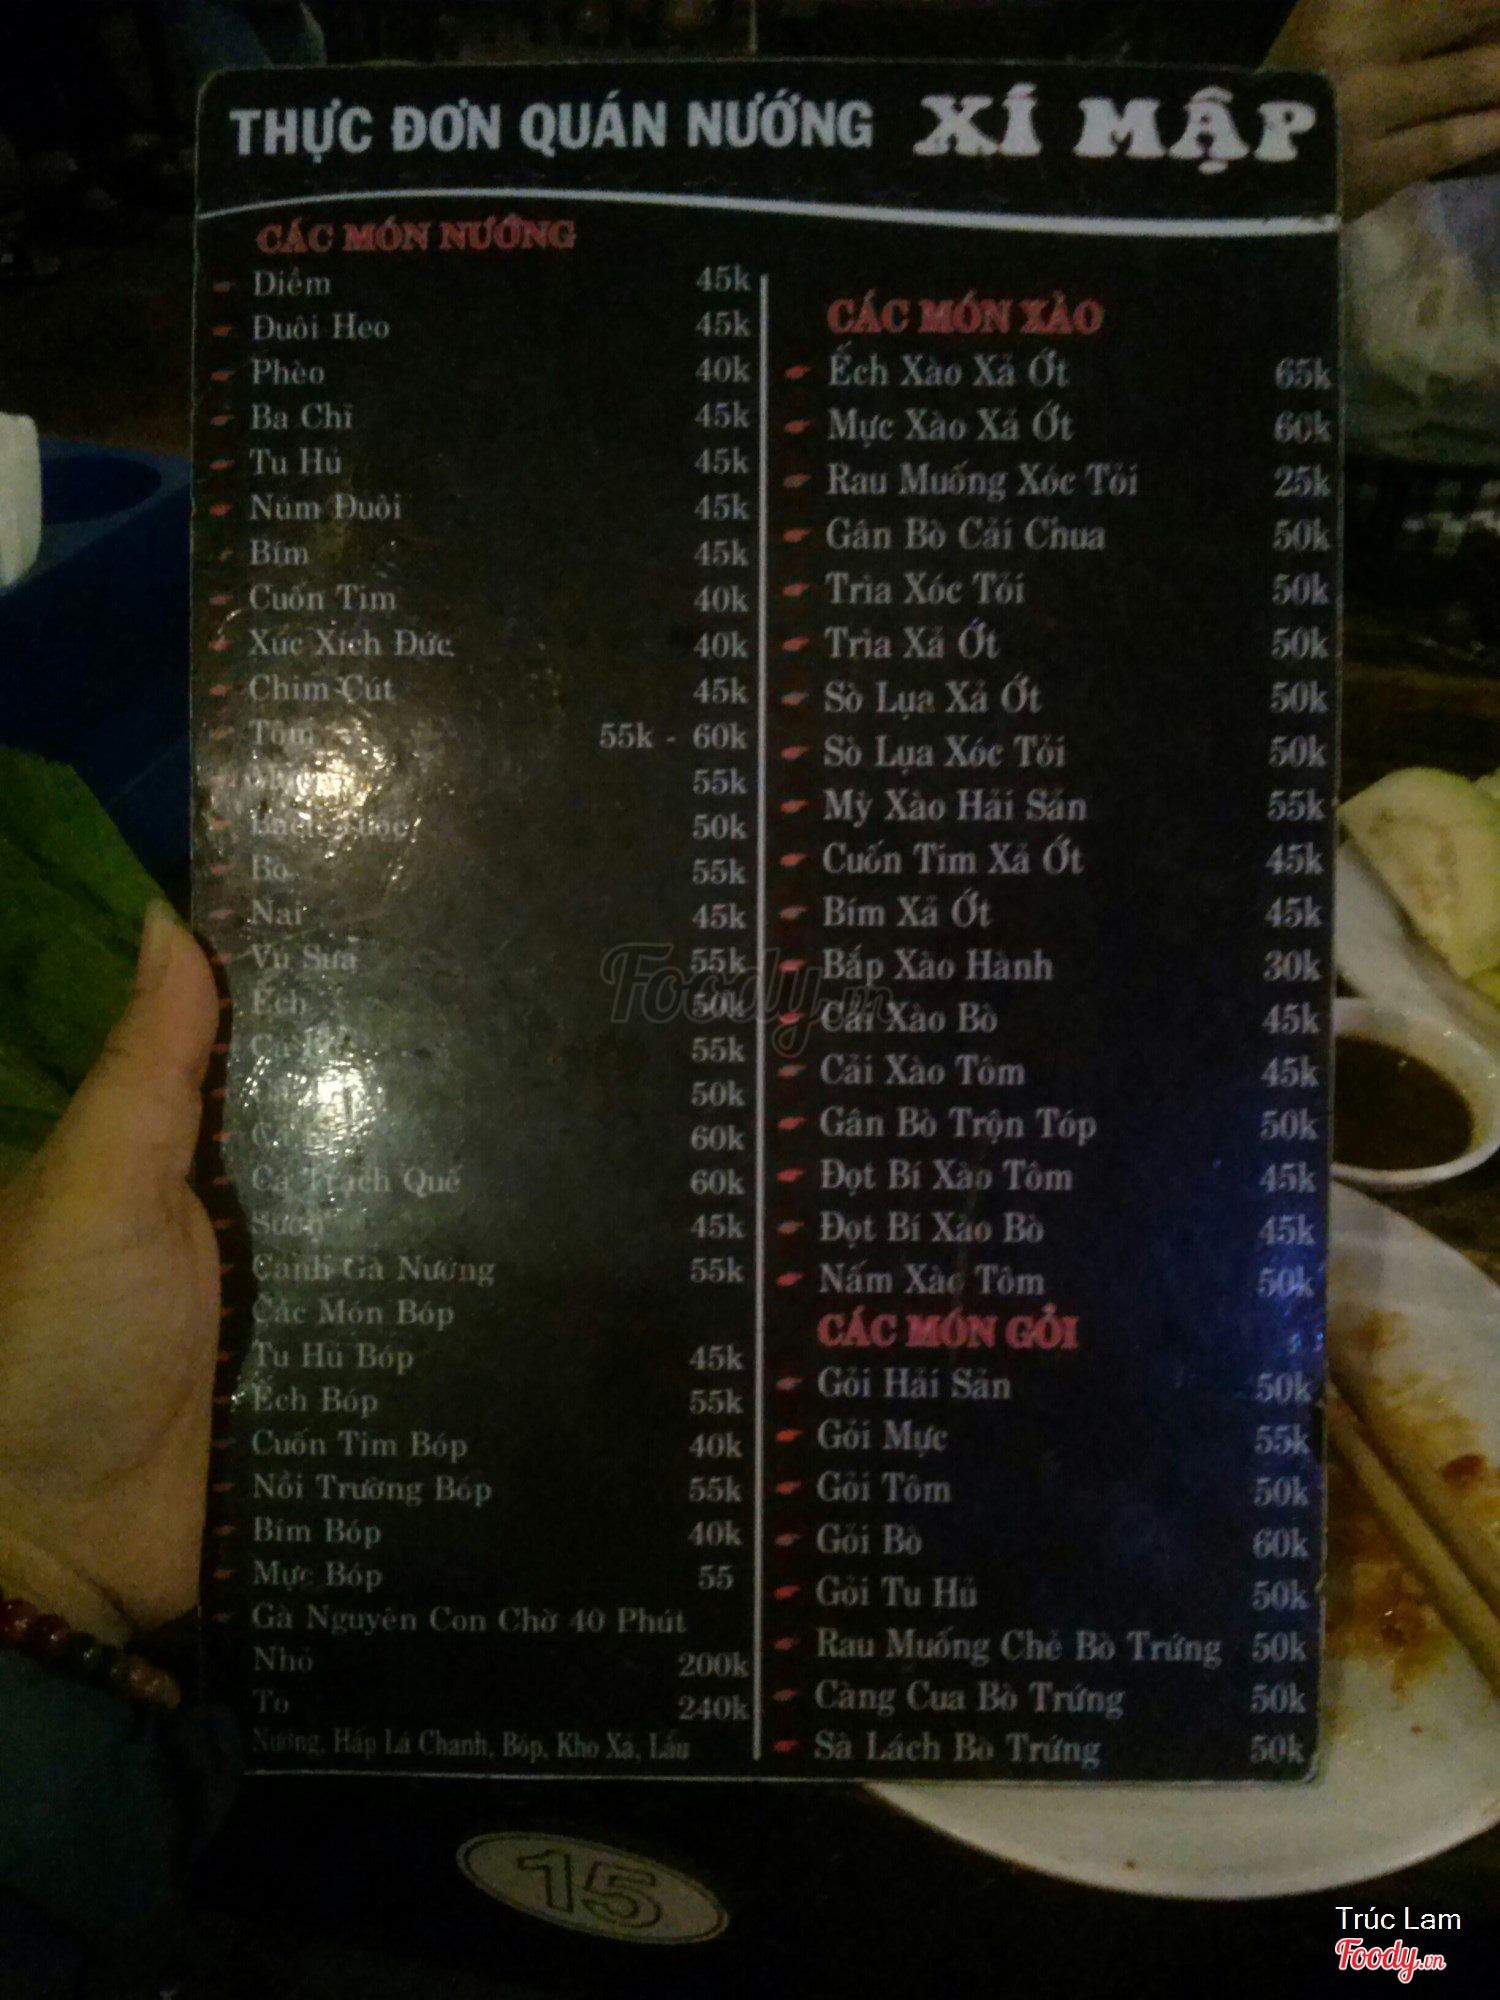 THỰC ĐƠN QUÁN NƯỚNG XÍ MẬP
CÁC MÓN NƯỚNG
Diềm 45k
Đuôi Heo 45k
Phèo 40k
Ba Chỉ 45k
Tu Hủ 45k
Núm Đuôi 45k
Bím 45k
Cuốn Tim 40k
Xúc Xích Đức 40k
Chim Cút 45k
Tôm 55k - 60k
55k
50k
Bò 55k
Nai 45k
Vú Sữa 55k
Ếch 50k
55k
50k
60k
Cá Trạch Quế 60k
Sườn 45k
Cánh Gà Nướng 55k
Các Món Bóp
Tu Hủ Bóp 45k
Ếch Bóp 55k
Cuốn Tim Bóp 40k
Nồi Trường Bóp 55k
Bím Bóp 40k
Mực Bóp 55
Gà Nguyên Con Chờ 40 Phút
Nhỏ 200k
To 240k
Nướng, Hấp Lá Chanh, Bóp, Kho Xả, Lẩu
CÁC MÓN XÀO
Ếch Xào Xả Ớt 65k
Mực Xào Xả Ớt 60k
Rau Muống Xóc Tỏi 25k
Gân Bò Cải Chua 50k
Trìa Xóc Tỏi 50k
Trìa Xả Ớt 50k
Sò Lụa Xả Ớt 50k
Sò Lụa Xóc Tỏi 50k
Mỳ Xào Hải Sản 55k
Cuốn Tim Xả Ớt 45k
Bím Xả Ớt 45k
Bắp Xào Hành 30k
Cải Xào Bò 45k
Cải Xào Tôm 45k
Gân Bò Trộn Tóp 50k
Đọt Bí Xào Tôm 45k
Đọt Bí Xào Bò 45k
Nấm Xào Tôm 50k
CÁC MÓN GỎI
Gỏi Hải Sản 50k
Gỏi Mực 55k
Gỏi Tôm 50k
Gỏi Bò 60k
Gỏi Tu Hủ 50k
Rau Muống Chẻ Bò Trứng 50k
Càng Cua Bò Trứng 50k
Sà Lách Bò Trứng 50k
Foody.vn
15
Trúc Lam
Foody.vn